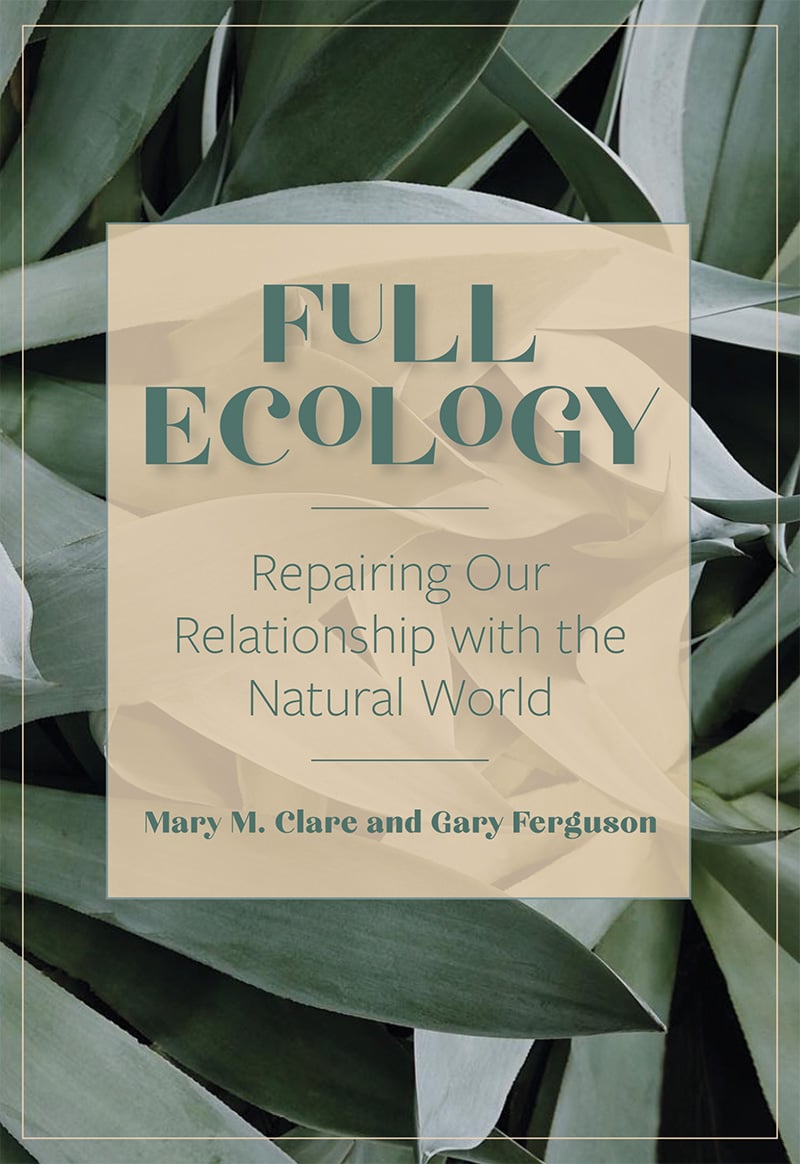 FULL
ECOLOGY
Repairing Our
Relationship with the
Natural World
Mary M. Clare and Gary Ferguson